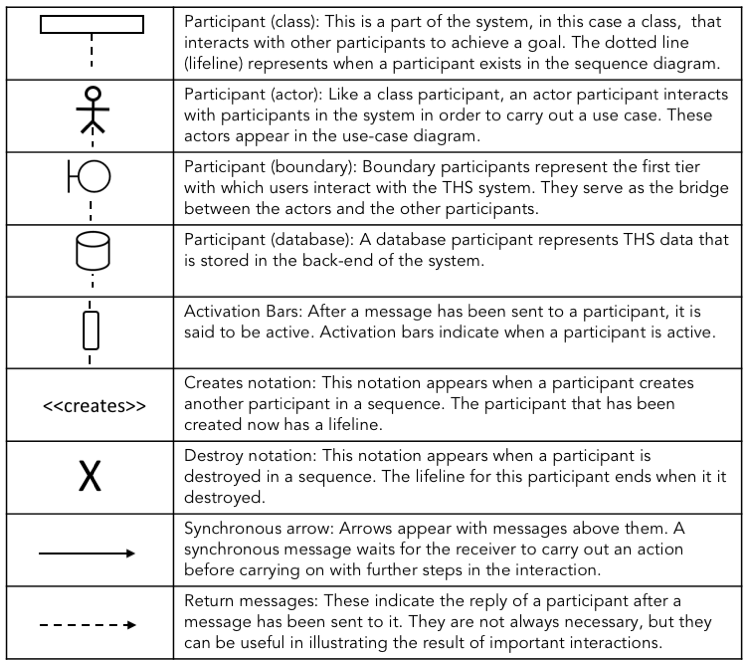 Participant (class): This is a part of the system, in this case a class,  that
interacts with other participants to achieve a goal. The dotted line
(lifeline) represents when a participant exists in the sequence diagram.
Participant (actor): Like a class participant, an actor participant interacts
with participants in the system in order to carry out a use case. These
actors appear in the use-case diagram.
Participant (boundary): Boundary participants represent the first tier
with which users interact with the THS system. They serve as the bridge
between the actors and the other participants.
Participant (database): A database participant represents THS data that
is stored in the back-end of the system.
Activation Bars: After a message has been sent to a participant, it is
said to be active. Activation bars indicate when a participant is active.
<<creates>>
Creates notation: This notation appears when a participant creates
another participant in a sequence. The participant that has been
created now has a lifeline.
X
Destroy notation: This notation appears when a participant is
destroyed in a sequence. The lifeline for this participant ends when it it
destroyed.
Synchronous arrow: Arrows appear with messages above them. A
synchronous message waits for the receiver to carry out an action
before carrying on with further steps in the interaction.
Return messages: These indicate the reply of a participant after a
message has been sent to it. They are not always necessary, but they
can be useful in illustrating the result of important interactions.